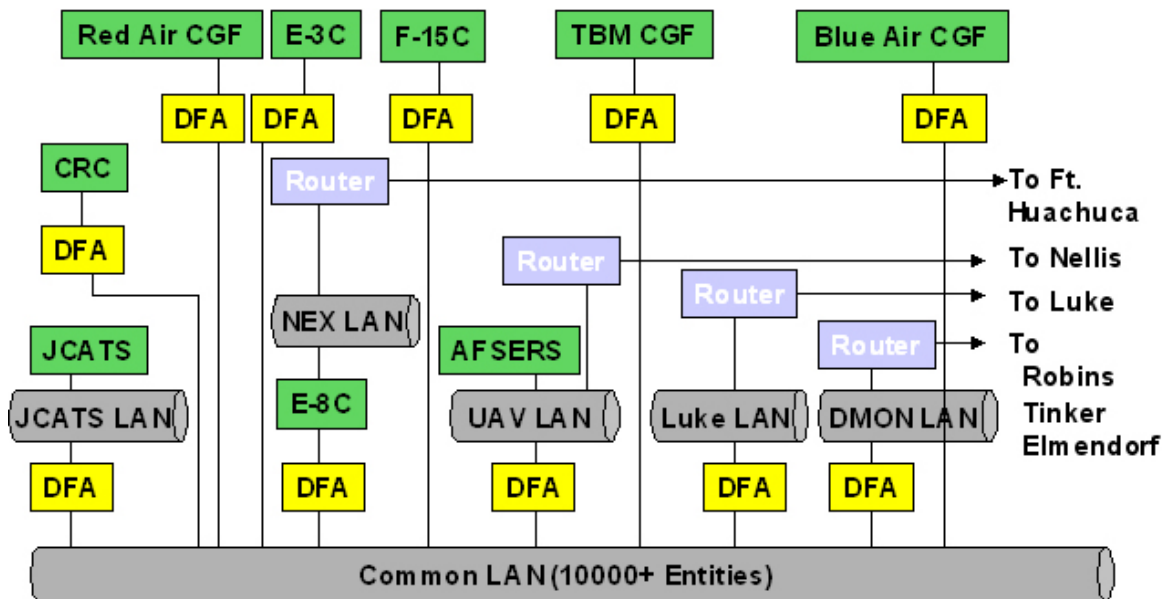 Red Air CGF
E-3C
F-15C
TBM CGF
Blue Air CGF
DFA
DFA
DFA
DFA
DFA
CRC
Router
To Ft.
Huachuca
DFA
Router
To Nellis
Router
To Luke
NEX LAN
JCATS
AFSERS
Router
To
Robins
Tinker
Elmendorf
E-8C
JCATS LAN
UAV LAN
Luke LAN
DMON LAN
DFA
DFA
DFA
DFA
DFA
Common LAN(10000+ Entities)